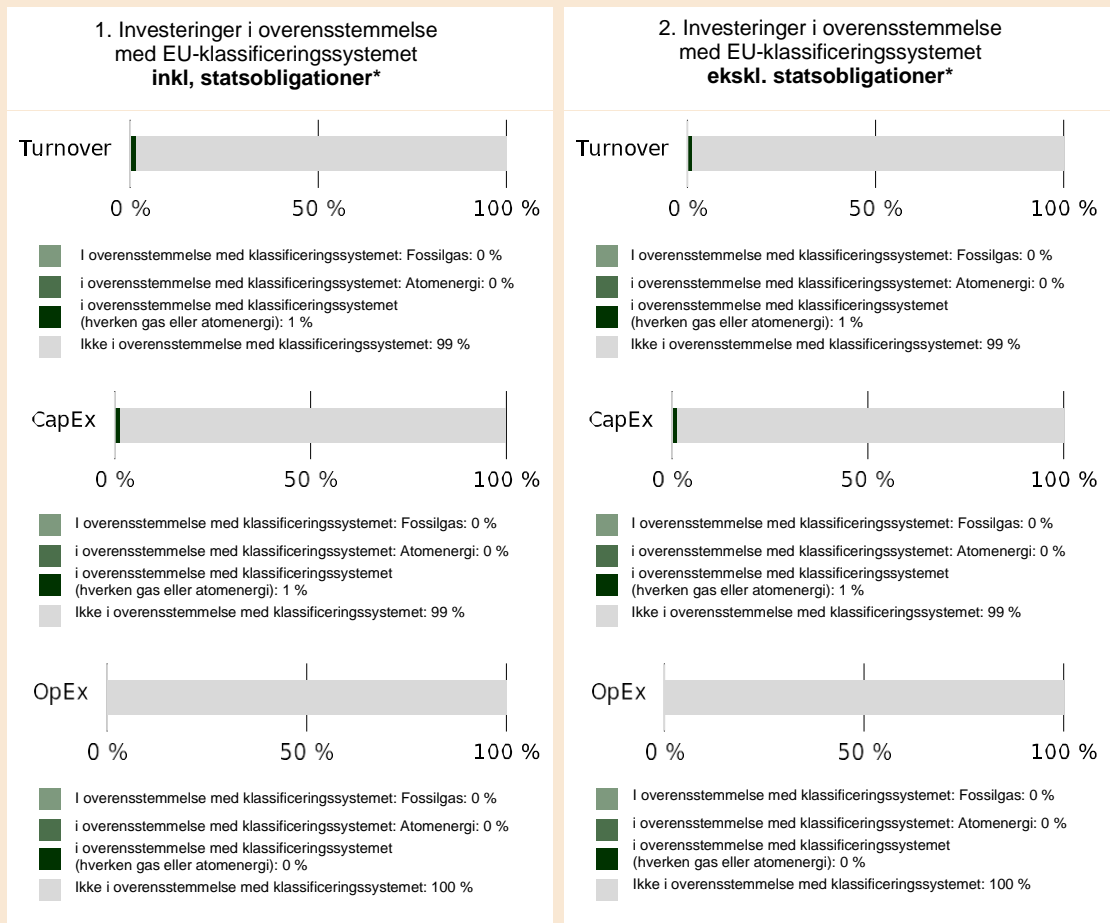 1. Investeringer i overensstemmelse
med EU-klassificeringssystemet
inkl, statsobligationer*
Turnover
0 % 50 % 100 %
I overensstemmelse med klassificeringssystemet: Fossilgas: 0 %
i overensstemmelse med klassificeringssystemet: Atomenergi: 0 %
i overensstemmelse med klassificeringssystemet
(hverken gas eller atomenergi): 1 %
Ikke i overensstemmelse med klassificeringssystemet: 99 %
CapEx
0 % 50 % 100 %
I overensstemmelse med klassificeringssystemet: Fossilgas: 0 %
i overensstemmelse med klassificeringssystemet: Atomenergi: 0 %
i overensstemmelse med klassificeringssystemet
(hverken gas eller atomenergi): 1 %
Ikke i overensstemmelse med klassificeringssystemet: 99 %
OpEx
0 % 50 % 100 %
I overensstemmelse med klassificeringssystemet: Fossilgas: 0 %
i overensstemmelse med klassificeringssystemet: Atomenergi: 0 %
i overensstemmelse med klassificeringssystemet
(hverken gas eller atomenergi): 0 %
Ikke i overensstemmelse med klassificeringssystemet: 100 %
2. Investeringer i overensstemmelse
med EU-klassificeringssystemet
ekskl. statsobligationer*
Turnover
0 % 50 % 100 %
I overensstemmelse med klassificeringssystemet: Fossilgas: 0 %
i overensstemmelse med klassificeringssystemet: Atomenergi: 0 %
i overensstemmelse med klassificeringssystemet
(hverken gas eller atomenergi): 1 %
Ikke i overensstemmelse med klassificeringssystemet: 99 %
CapEx
0 % 50 % 100 %
I overensstemmelse med klassificeringssystemet: Fossilgas: 0 %
i overensstemmelse med klassificeringssystemet: Atomenergi: 0 %
i overensstemmelse med klassificeringssystemet
(hverken gas eller atomenergi): 1 %
Ikke i overensstemmelse med klassificeringssystemet: 99 %
OpEx
0 % 50 % 100 %
I overensstemmelse med klassificeringssystemet: Fossilgas: 0 %
i overensstemmelse med klassificeringssystemet: Atomenergi: 0 %
i overensstemmelse med klassificeringssystemet
(hverken gas eller atomenergi): 0 %
Ikke i overensstemmelse med klassificeringssystemet: 100 %